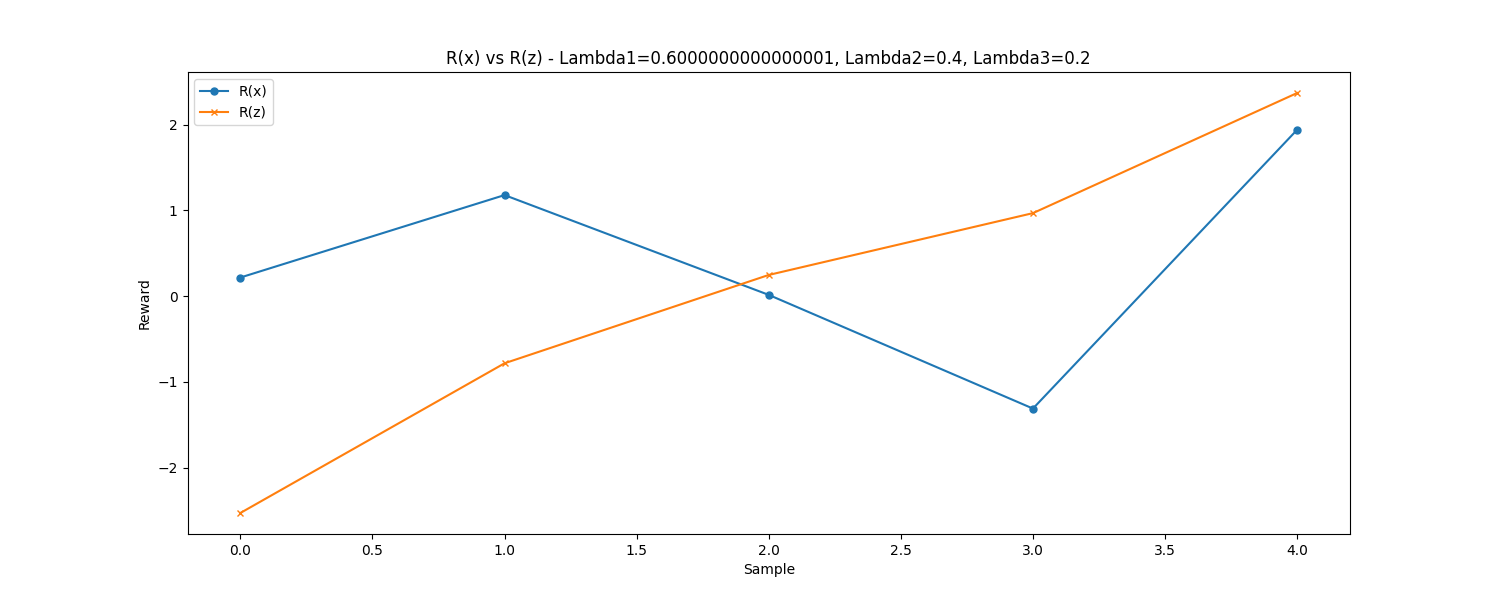 R(x) vs R(z) - Lambda1=0.6000000000000001, Lambda2=0.4, Lambda3=0.2
R(x)
R(z)
Reward
2
1
0
−1
−2
0.0 0.5 1.0 1.5 2.0 2.5 3.0 3.5 4.0
Sample